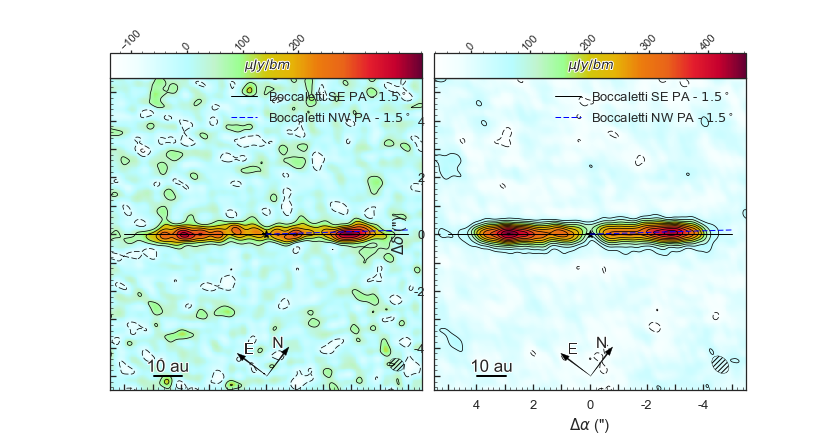 -100 0 100 200
0 100 200 300 400
μJy/bm
μJy/bm
Boccaletti SE PA - 1.5°
Boccaletti NW PA - 1.5°
Boccaletti SE PA - 1.5°
Boccaletti NW PA - 1.5°
4
2
0
-2
-4
Δδ (")
E N
10 au
E N
10 au
4 2 0 -2 -4
Δα (")